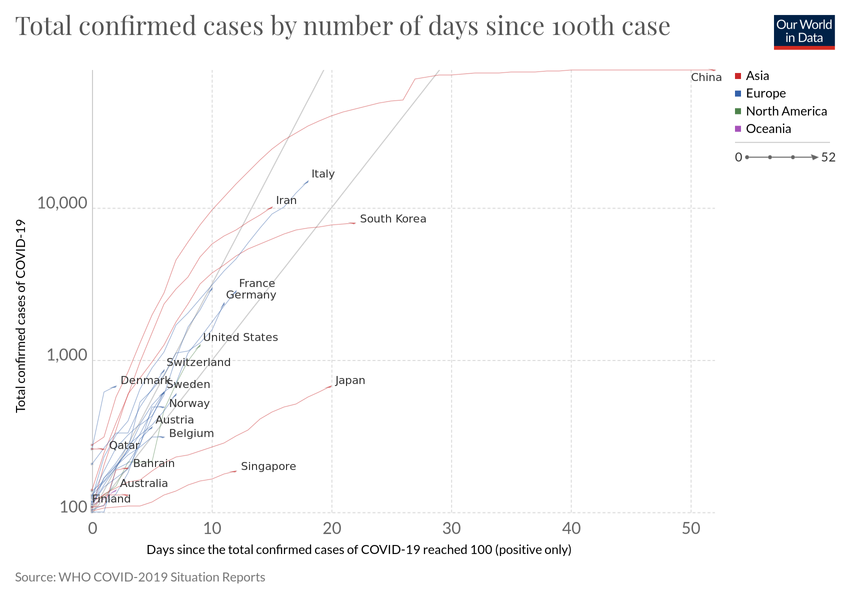 Total confirmed cases by number of days since 100th case
Our World
in Data
Asia
Europe
North America
Oceania
0 52
China
Italy
Iran
South Korea
France
Germany
United States
Switzerland
Denmark
Sweden
Japan
Norway
Austria
Belgium
Qatar
Bahrain
Singapore
Australia
Finland
10,000
1,000
100
Total confirmed cases of COVID-19
0 10 20 30 40 50
Days since the total confirmed cases of COVID-19 reached 100 (positive only)
Source: WHO COVID-2019 Situation Reports